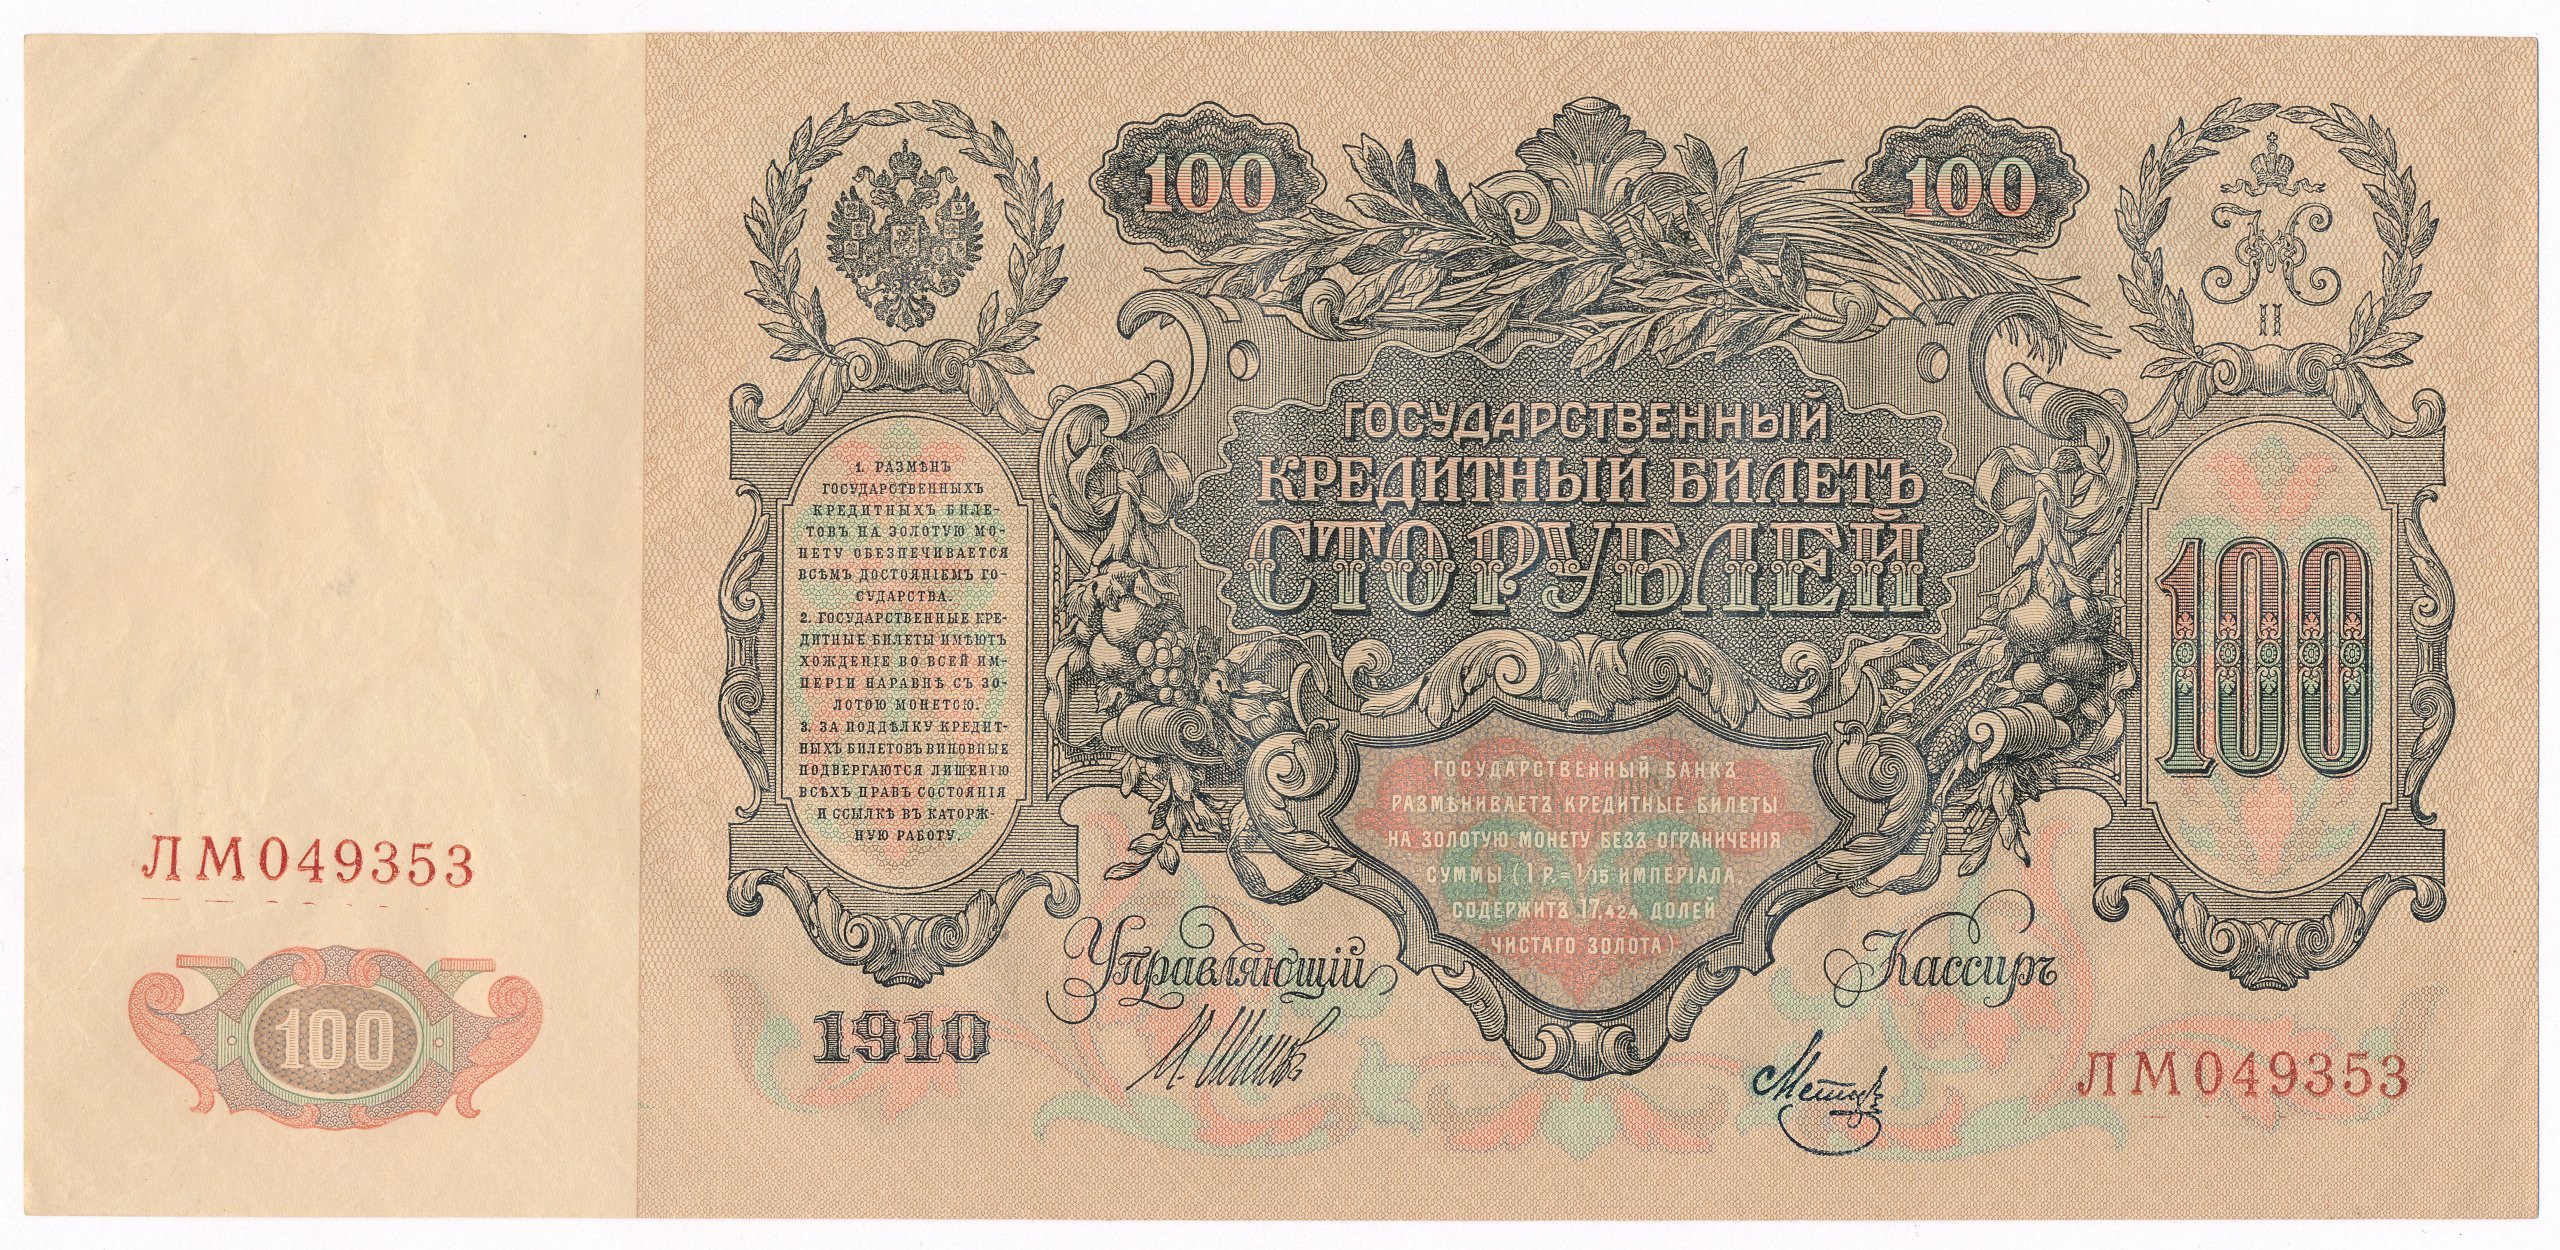 100
100
II
ГОСУДАРСТВЕННЫЙ
КРЕДИТНЫЙ БИЛЕТЪ
СТО РУБЛЕЙ
1. РАЗМѢНЪ
ГОСУДАРСТВЕННЫХЪ
КРЕДИТНЫХЪ БИЛЕ-
ТОВЪ НА ЗОЛОТУЮ МО-
НЕТУ ОБЕЗПЕЧИВАЕТСЯ
ВСѢМЪ ДОСТОЯНІЕМЪ ГО-
СУДАРСТВА.
2. ГОСУДАРСТВЕННЫЕ КРЕ-
ДИТНЫЕ БИЛЕТЫ ИМѢЮТЪ
ХОЖДЕНІЕ ВО ВСЕЙ ИМ-
ПЕРІИ НАРАВНѢ СЪ ЗО-
ЛОТОЮ МОНЕТОЮ.
3. ЗА ПОДДѢЛКУ КРЕДИТ-
НЫХЪ БИЛЕТОВЪ ВИНОВНЫЕ
ПОДВЕРГАЮТСЯ ЛИШЕНІЮ
ВСѢХЪ ПРАВЪ СОСТОЯНІЯ
И ССЫЛКѢ ВЪ КАТОРЖ-
НУЮ РАБОТУ.
100
ГОСУДАРСТВЕННЫЙ БАНКЪ
РАЗМѢНИВАЕТЪ КРЕДИТНЫЕ БИЛЕТЫ
НА ЗОЛОТУЮ МОНЕТУ БЕЗЪ ОГРАНИЧЕНІЯ
СУММЫ (1 Р. = 1/15 ИМПЕРІАЛА,
СОДЕРЖИТЪ 17,424 ДОЛЕЙ
ЧИСТАГО ЗОЛОТА)
ЛМ049353
100
Управляющій
Кассиръ
1910
И. Шипов
ЛМ049353